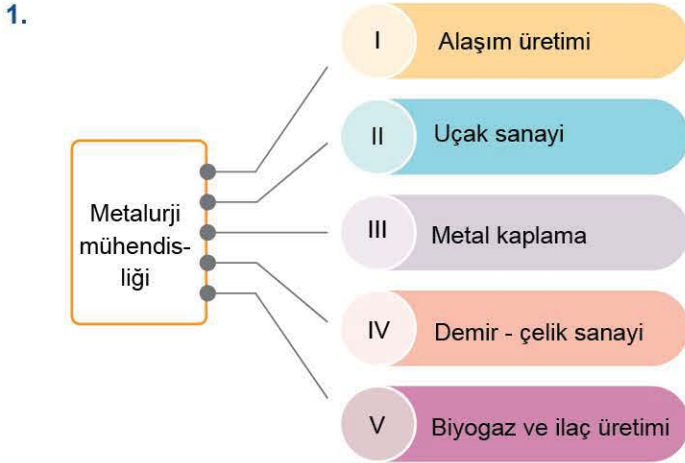 1.
Metalurji
mühendis-
liği
I Alaşım üretimi
II Uçak sanayi
III Metal kaplama
IV Demir - çelik sanayi
V Biyogaz ve ilaç üretimi